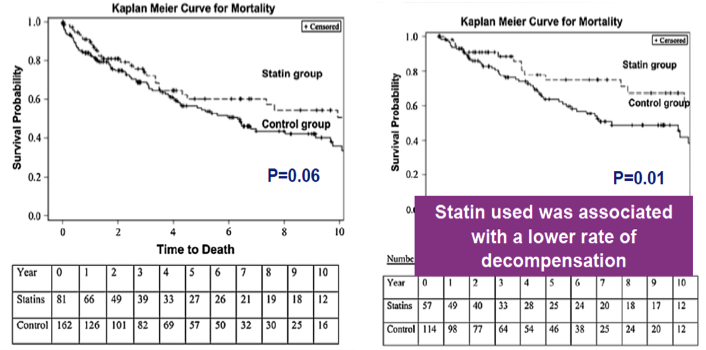 Kaplan Meier Curve for Mortality
+ Censored
Survival Probability
1.0
0.8
0.6
0.4
0.2
0.0
Statin group
Control group
P=0.06
0 2 4 6 8 10
Time to Death
Year 0 1 2 3 4 5 6 7 8 9 10
Statins 81 66 49 39 33 27 26 21 19 18 12
Control 162 126 101 82 69 57 50 32 30 25 16
Kaplan Meier Curve for Mortality
+ Censored
Survival Probability
1.0
0.8
0.6
0.4
0.2
Statin group
Control group
P=0.01
Statin used was associated
with a lower rate of
decompensation
Year 0 1 2 3 4 5 6 7 8 9 10
Statins 57 49 40 33 28 25 24 20 18 17 12
Control 114 98 77 64 54 46 38 25 24 20 12